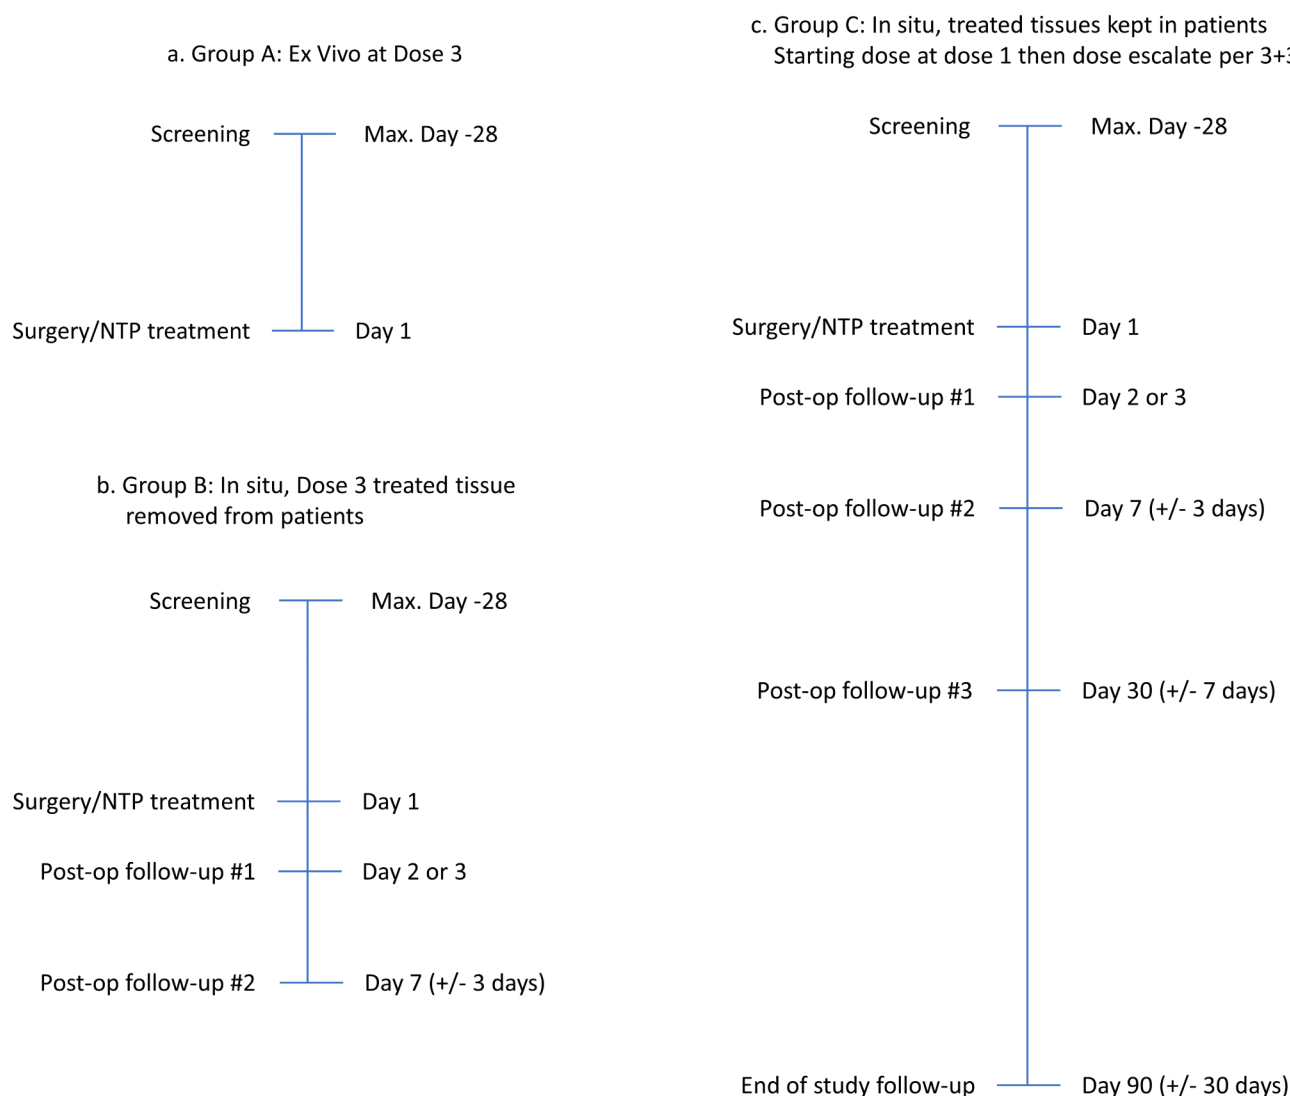 a. Group A: Ex Vivo at Dose 3
Screening Max. Day -28
Surgery/NTP treatment Day 1
b. Group B: In situ, Dose 3 treated tissue
removed from patients
Screening Max. Day -28
Surgery/NTP treatment Day 1
Post-op follow-up #1 Day 2 or 3
Post-op follow-up #2 Day 7 (+/- 3 days)
c. Group C: In situ, treated tissues kept in patients
Starting dose at dose 1 then dose escalate per 3+3
Screening Max. Day -28
Surgery/NTP treatment Day 1
Post-op follow-up #1 Day 2 or 3
Post-op follow-up #2 Day 7 (+/- 3 days)
Post-op follow-up #3 Day 30 (+/- 7 days)
End of study follow-up Day 90 (+/- 30 days)